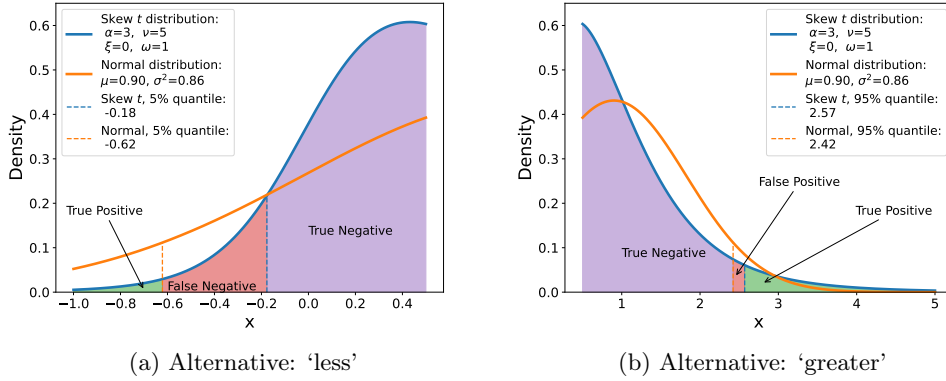 Skew t distribution:
α=3, ν=5
ξ=0, ω=1
Normal distribution:
μ=0.90, σ²=0.86
Skew t, 5% quantile:
-0.18
Normal, 5% quantile:
-0.62
True Positive
False Negative
True Negative
Density
0.0
0.1
0.2
0.3
0.4
0.5
0.6
−1.0
−0.8
−0.6
−0.4
−0.2
0.0
0.2
0.4
x
(a) Alternative: ‘less’
Skew t distribution:
α=3, ν=5
ξ=0, ω=1
Normal distribution:
μ=0.90, σ²=0.86
Skew t, 95% quantile:
2.57
Normal, 95% quantile:
2.42
False Positive
True Positive
True Negative
Density
0.0
0.1
0.2
0.3
0.4
0.5
0.6
1
2
3
4
5
x
(b) Alternative: ‘greater’